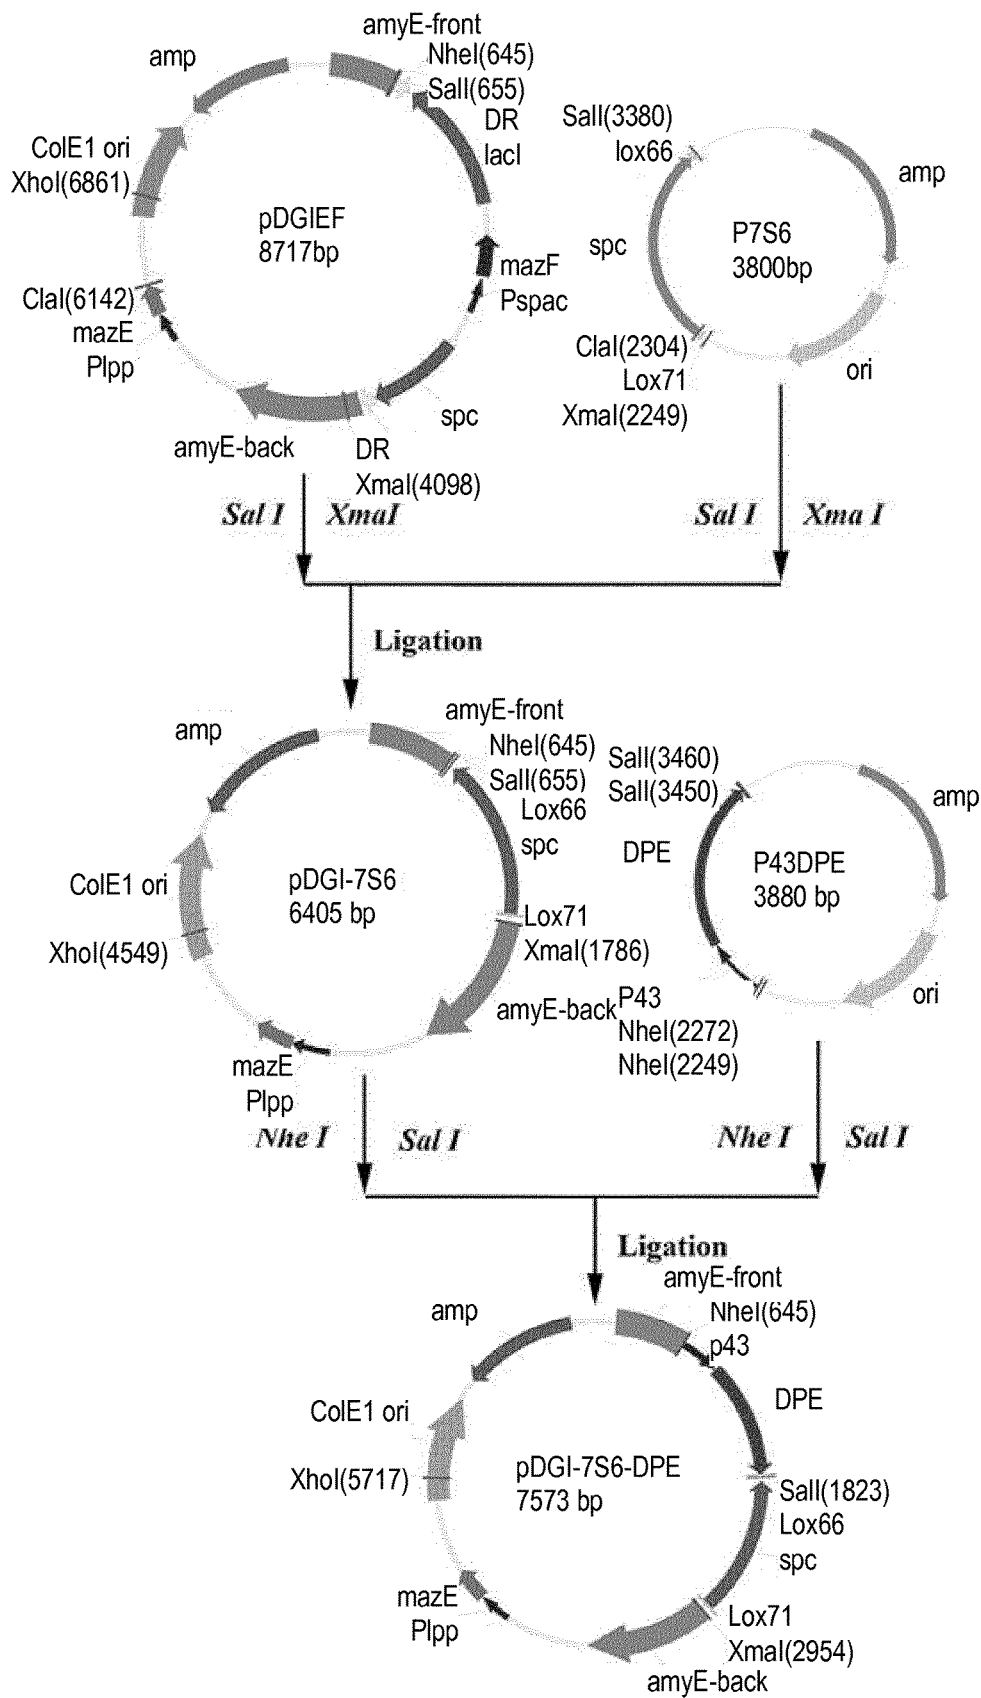 amyE-front
NheI(645)
SalI(655)
DR
lacI
amp
ColE1 ori
XhoI(6861)
pDGIEF
8717bp
mazF
Pspac
ClaI(6142)
mazE
Plpp
spc
amyE-back
DR
XmaI(4098)
SalI(3380)
lox66
amp
spc
P7S6
3800bp
ClaI(2304)
Lox71
XmaI(2249)
ori
Sal I
XmaI
Sal I
Xma I
Ligation
amyE-front
NheI(645)
SalI(655)
Lox66
spc
amp
ColE1 ori
XhoI(4549)
pDGI-7S6
6405 bp
Lox71
XmaI(1786)
amyE-back
mazE
Plpp
SalI(3460)
SalI(3450)
amp
DPE
P43DPE
3880 bp
P43
NheI(2272)
NheI(2249)
ori
Nhe I
Sal I
Nhe I
Sal I
Ligation
amyE-front
NheI(645)
p43
amp
DPE
ColE1 ori
XhoI(5717)
pDGI-7S6-DPE
7573 bp
SalI(1823)
Lox66
spc
mazE
Plpp
Lox71
XmaI(2954)
amyE-back